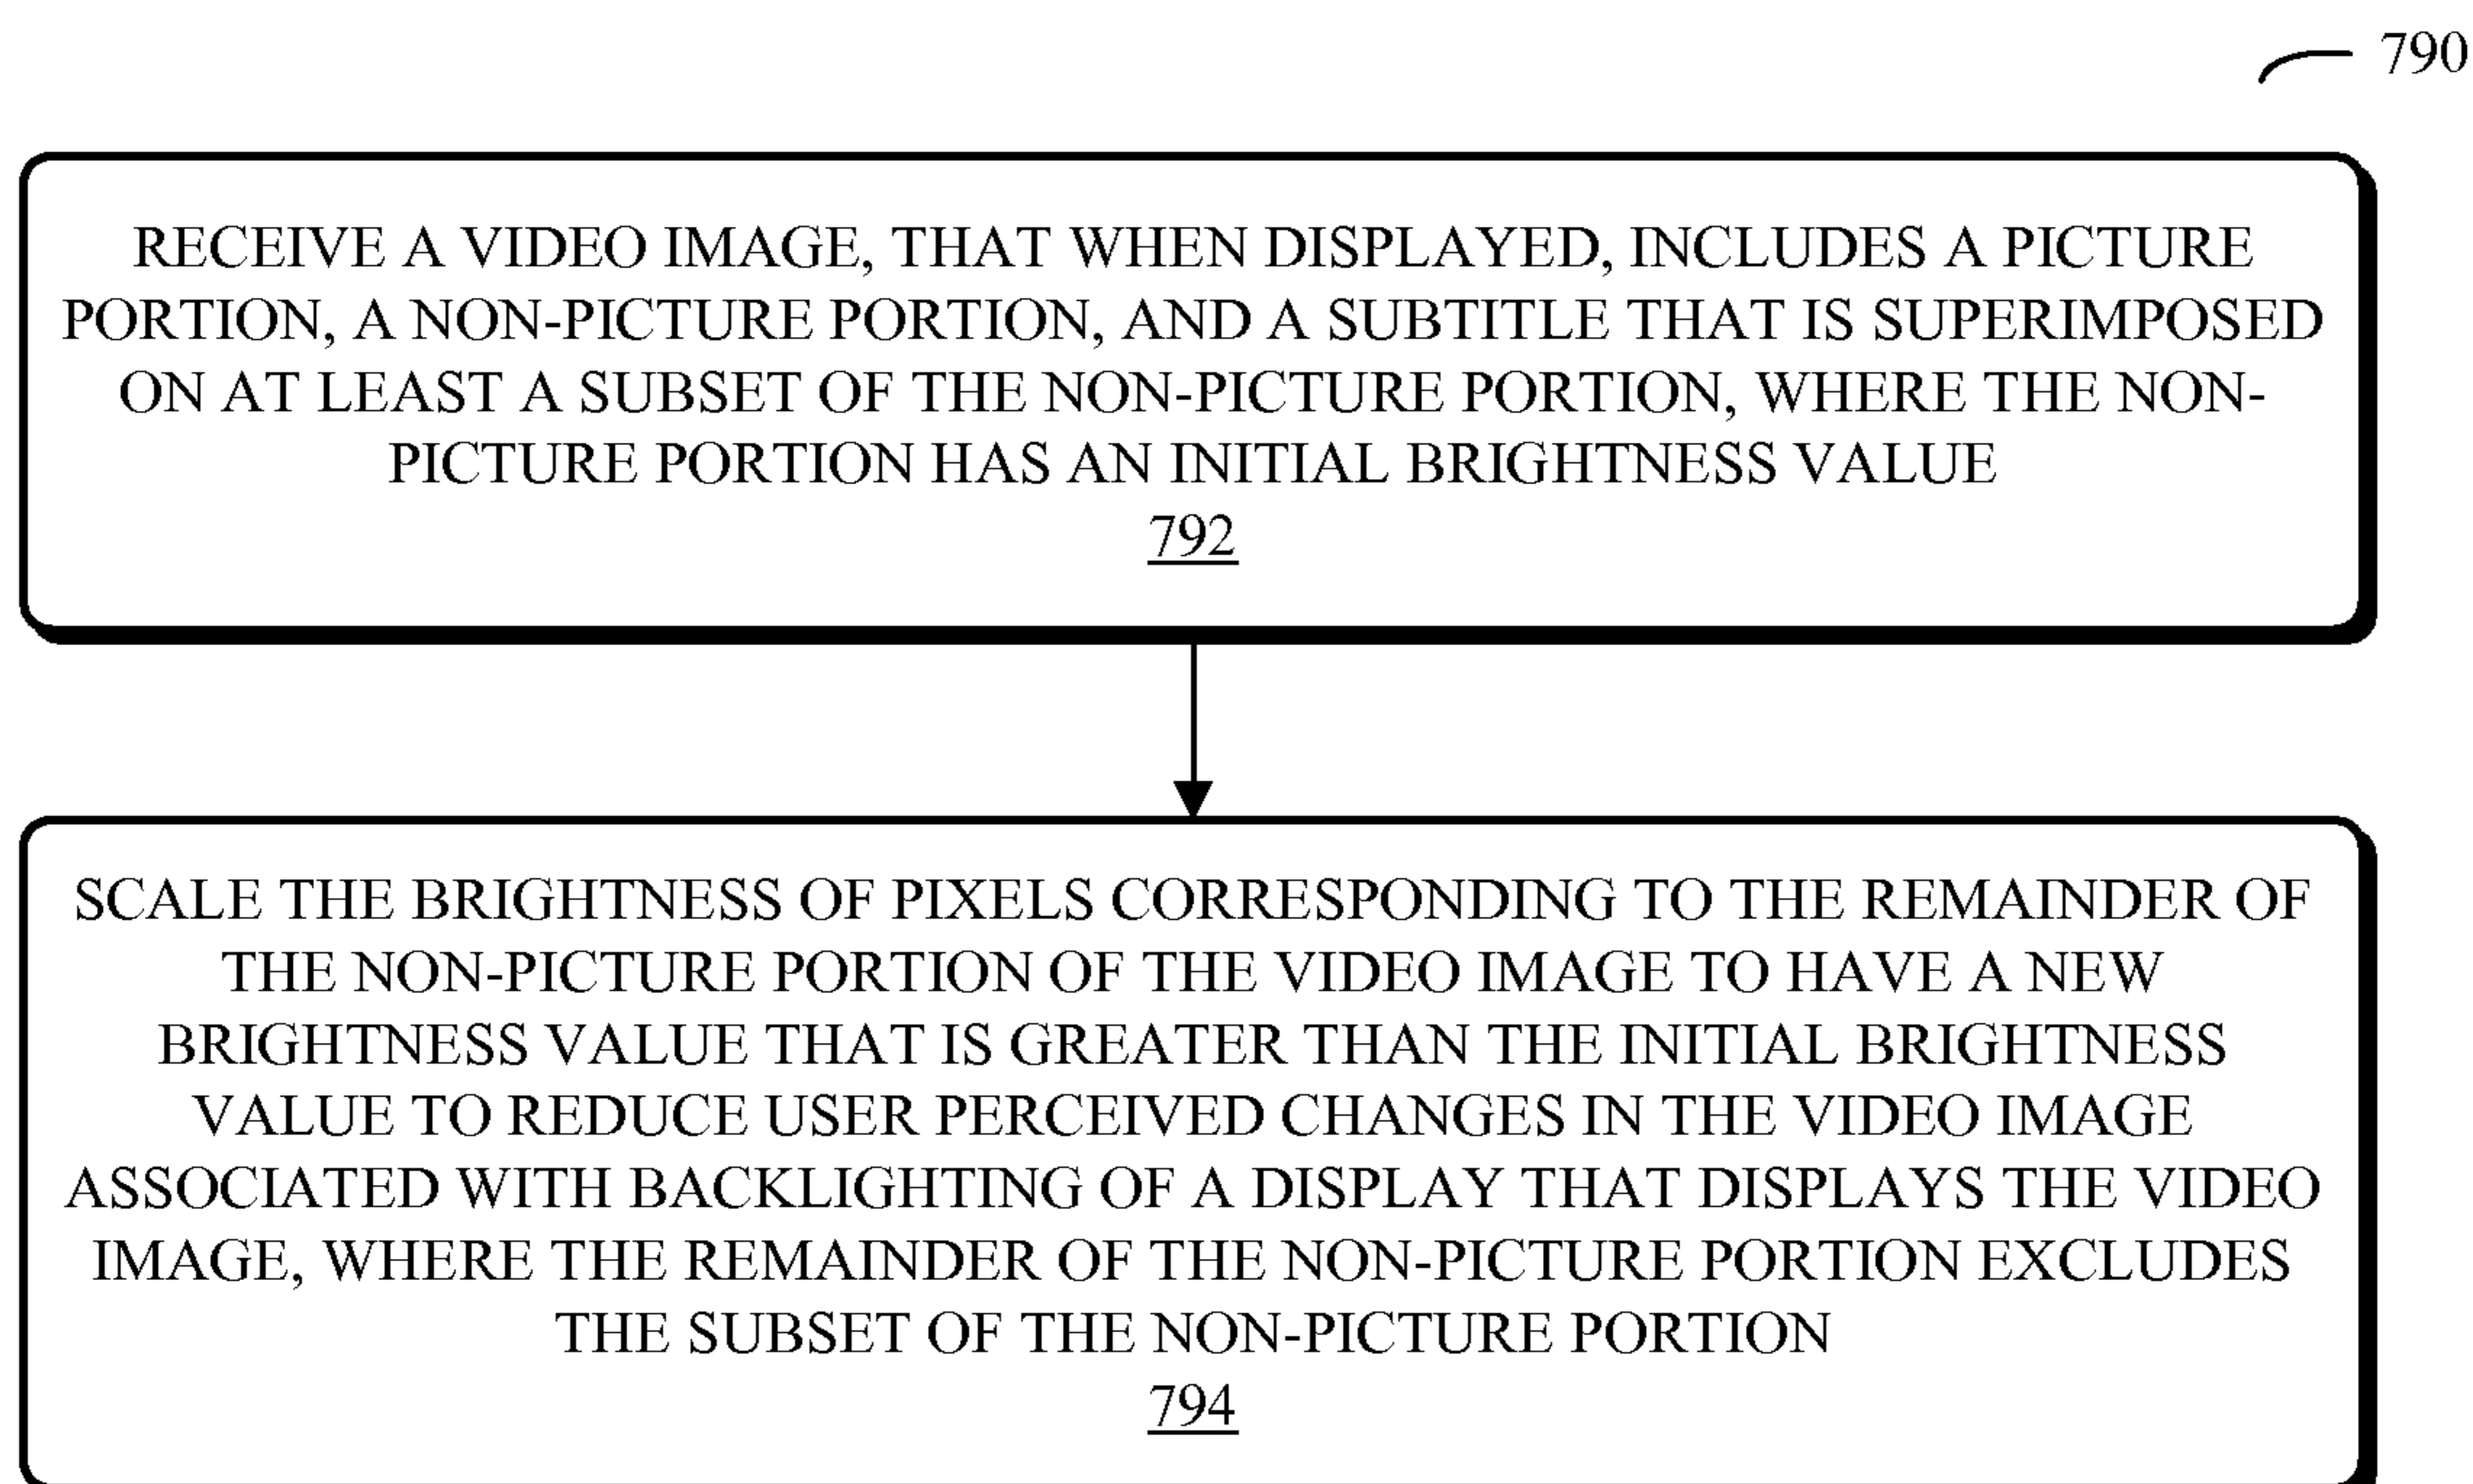 790
RECEIVE A VIDEO IMAGE, THAT WHEN DISPLAYED, INCLUDES A PICTURE
PORTION, A NON-PICTURE PORTION, AND A SUBTITLE THAT IS SUPERIMPOSED
ON AT LEAST A SUBSET OF THE NON-PICTURE PORTION, WHERE THE NON-
PICTURE PORTION HAS AN INITIAL BRIGHTNESS VALUE
792
SCALE THE BRIGHTNESS OF PIXELS CORRESPONDING TO THE REMAINDER OF
THE NON-PICTURE PORTION OF THE VIDEO IMAGE TO HAVE A NEW
BRIGHTNESS VALUE THAT IS GREATER THAN THE INITIAL BRIGHTNESS
VALUE TO REDUCE USER PERCEIVED CHANGES IN THE VIDEO IMAGE
ASSOCIATED WITH BACKLIGHTING OF A DISPLAY THAT DISPLAYS THE VIDEO
IMAGE, WHERE THE REMAINDER OF THE NON-PICTURE PORTION EXCLUDES
THE SUBSET OF THE NON-PICTURE PORTION
794